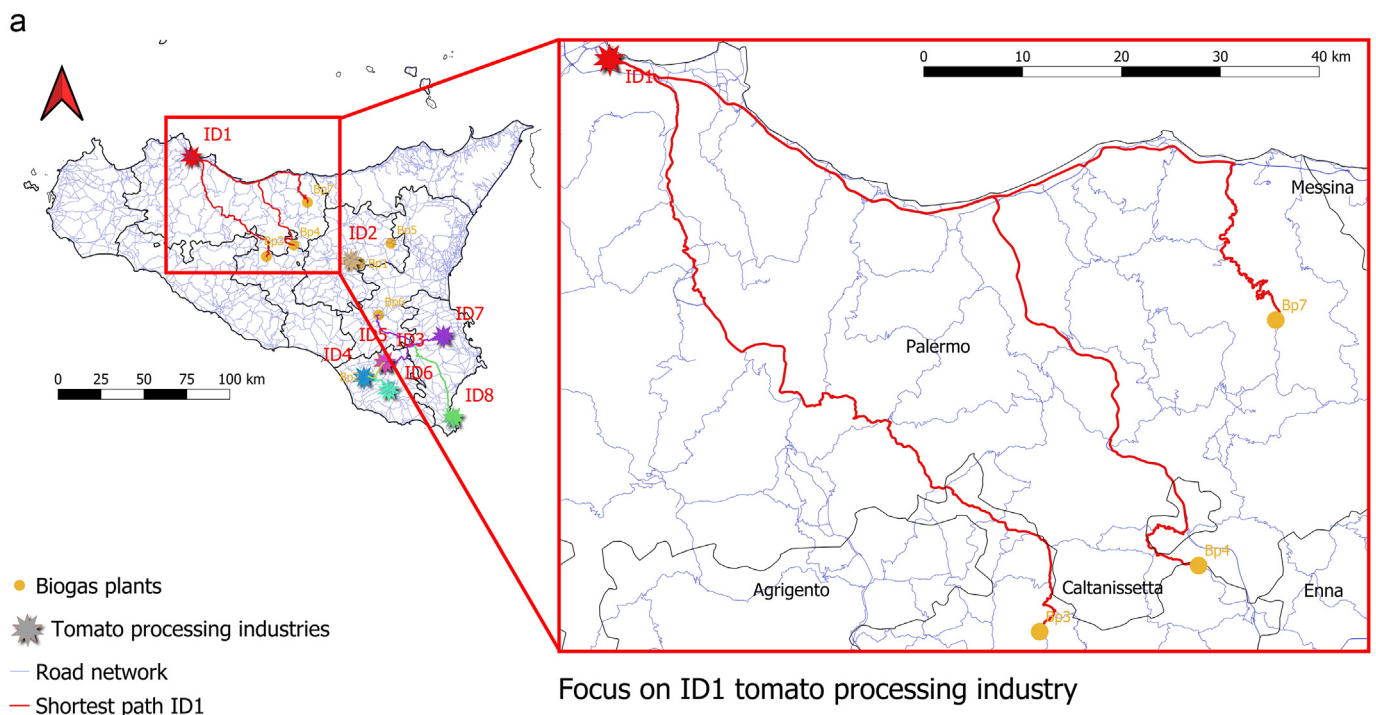 a
ID1
Bp7
Bp4
Bp3
ID2
Bp5
Bp1
Bp6
ID7
ID5
ID3
ID4
ID6
ID8
0 25 50 75 100 km
Biogas plants
Tomato processing industries
Road network
Shortest path ID1
0 10 20 30 40 km
ID1
Messina
Bp7
Palermo
Bp4
Agrigento
Caltanissetta
Enna
Bp3
Focus on ID1 tomato processing industry